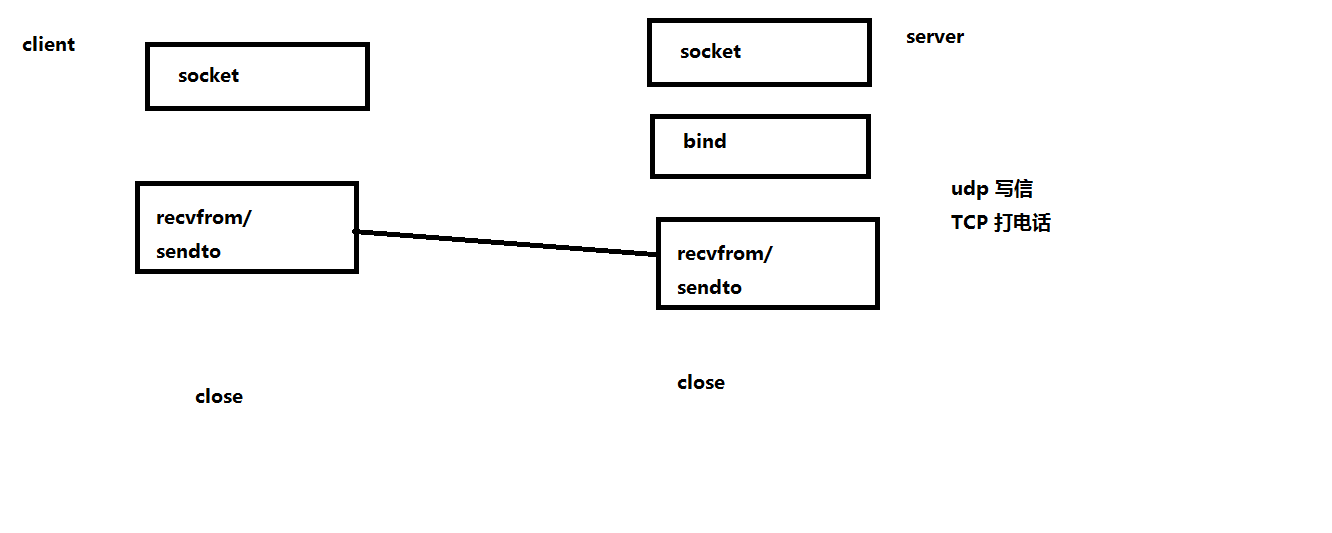 client
socket
recvfrom/
sendto
close
server
socket
bind
recvfrom/
sendto
close
udp 写信
TCP 打电话